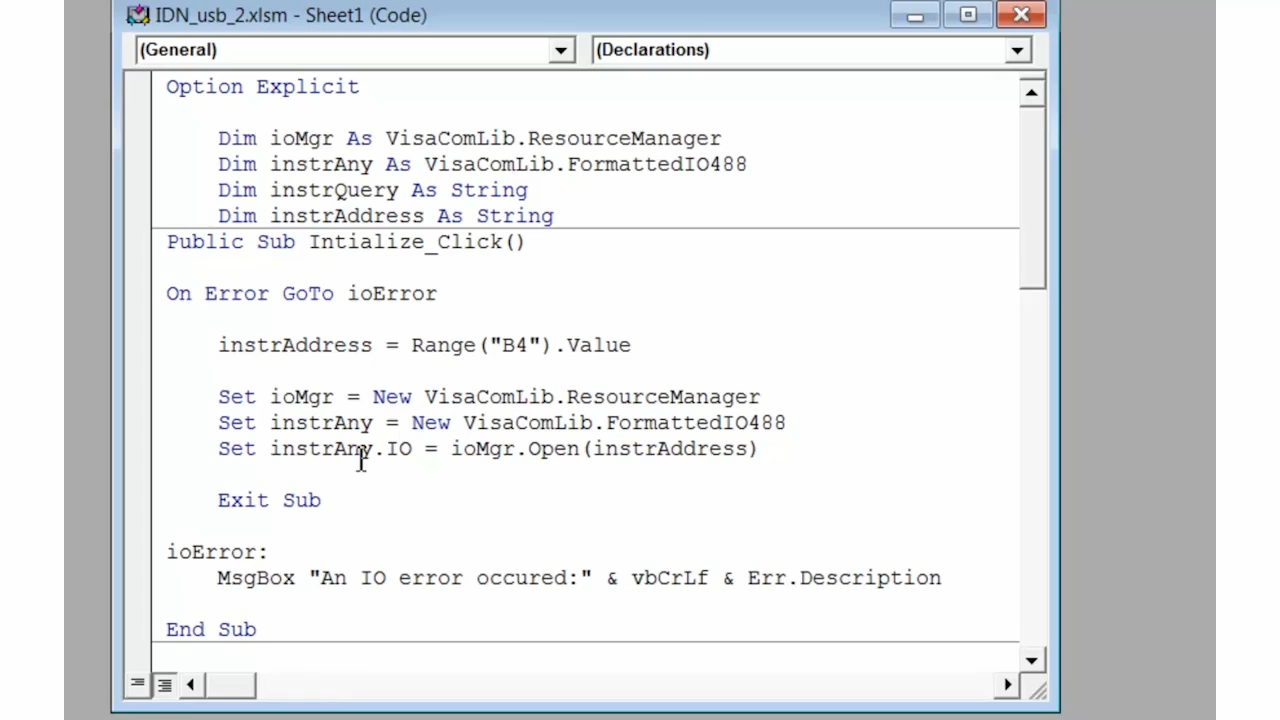 IDN_usb_2.xlsm - Sheet1 (Code)
(General) (Declarations)
Option Explicit
Dim ioMgr As VisaComLib.ResourceManager
Dim instrAny As VisaComLib.FormattedIO488
Dim instrQuery As String
Dim instrAddress As String
Public Sub Intialize_Click()
On Error GoTo ioError
instrAddress = Range("B4").Value
Set ioMgr = New VisaComLib.ResourceManager
Set instrAny = New VisaComLib.FormattedIO488
Set instrAny.IO = ioMgr.Open(instrAddress)
Exit Sub
ioError:
MsgBox "An IO error occured:" & vbCrLf & Err.Description
End Sub